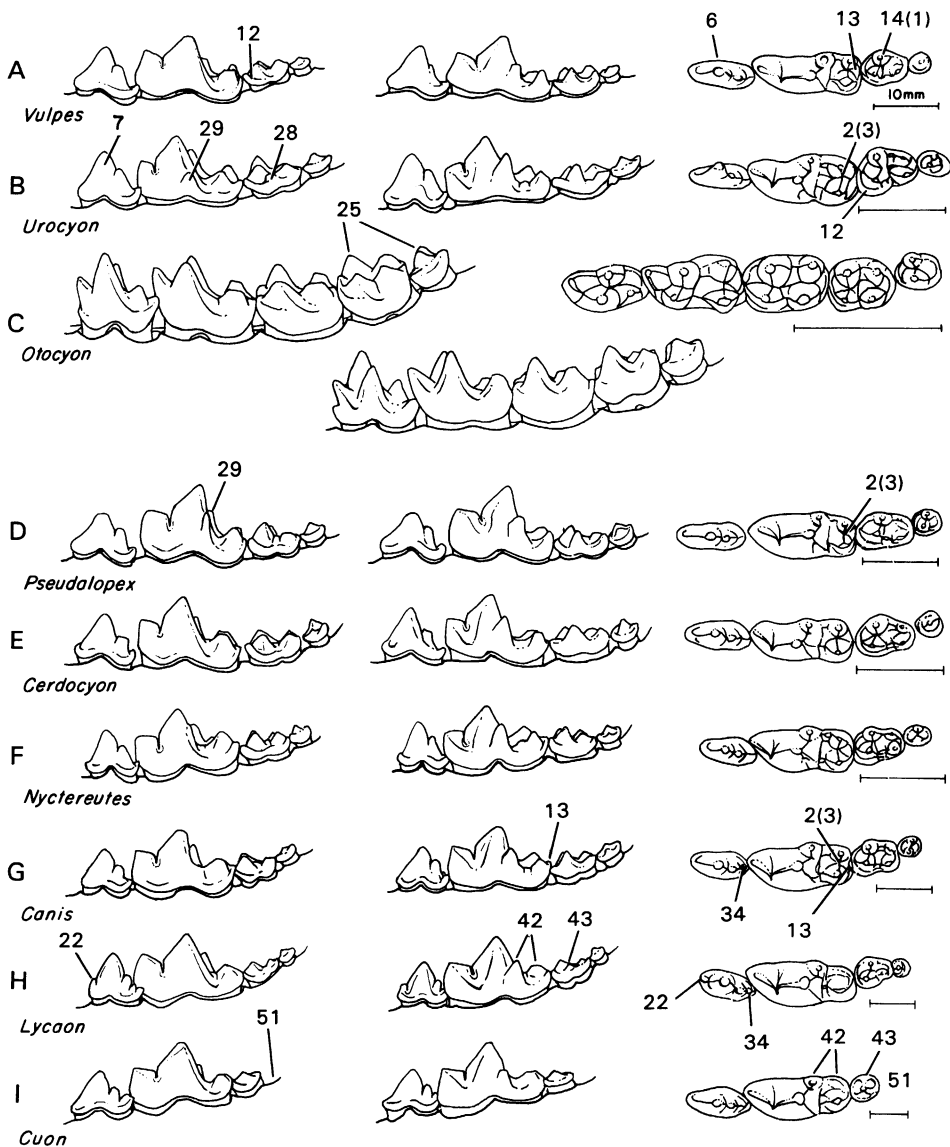 6 13 14(1)
12
A
10mm
Vulpes
7 29 28 2(3)
B
Urocyon
12
25
C
Otocyon
29
2(3)
D
Pseudalopex
E
Cerdocyon
F
Nyctereutes
13 2(3)
G
Canis
34 13
22 42 43
H
Lycaon
22 34
51 42 43
51
I
Cuon